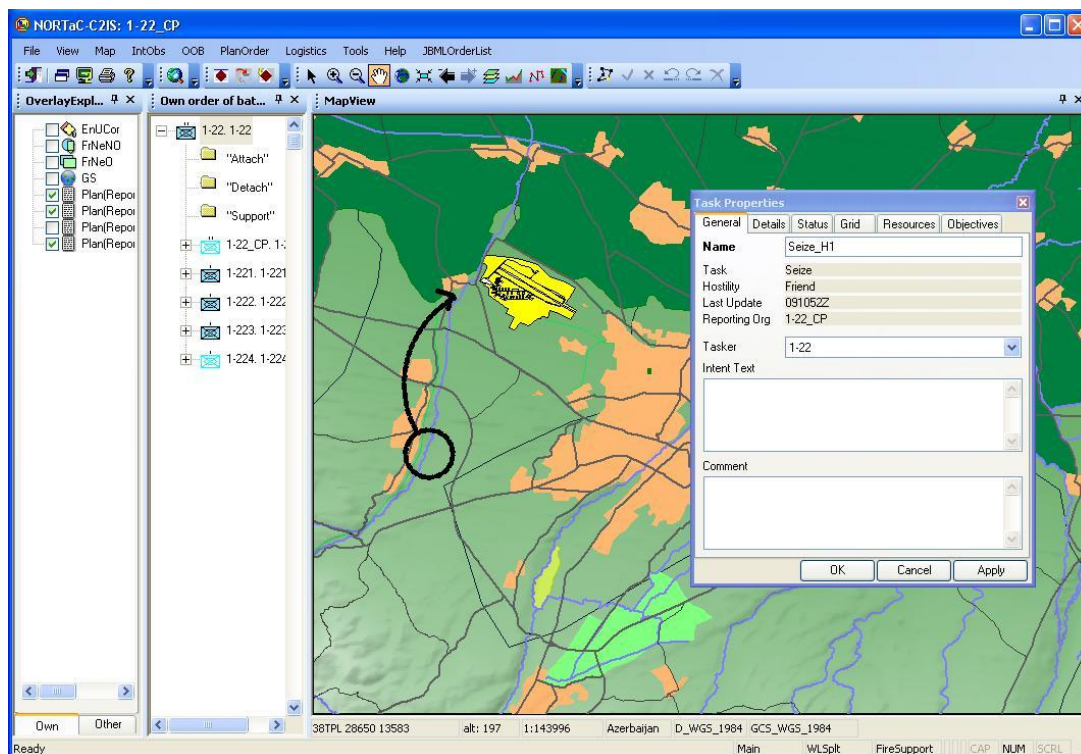 NORTaC-C2IS: 1-22_CP
File View Map IntObs OOB PlanOrder Logistics Tools Help JBMLOrderList
OverlayExpl...
EnUCor
FrNeNO
FrNeO
GS
Plan(Repor
Plan(Repor
Plan(Repor
Plan(Repor
Own Other
Own order of bat...
1-22. 1-22
"Attach"
"Detach"
"Support"
1-22_CP. 1-2
1-221. 1-221
1-222. 1-222
1-223. 1-223
1-224. 1-224
MapView
Task Properties
General Details Status Grid Resources Objectives
Name Seize_H1
Task Seize
Hostility Friend
Last Update 091052Z
Reporting Org 1-22_CP
Tasker 1-22
Intent Text
Comment
OK Cancel Apply
38TPL 28650 13583 alt: 197 1:143996 Azerbaijan D_WGS_1984 GCS_WGS_1984
Ready Main WLSplt FireSupport CAP NUM SCRL